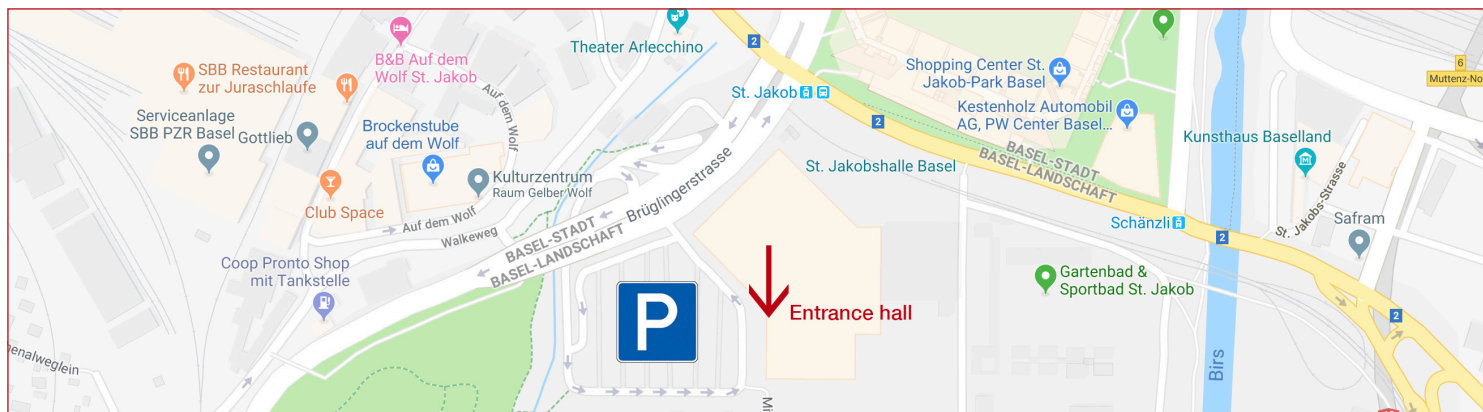 Theater Arlecchino
B&B Auf dem
Wolf St. Jakob
SBB Restaurant
zur Juraschlaufe
Serviceanlage
SBB PZR Basel
Gottlieb
Brockenstube
auf dem Wolf
Auf dem Wolf
Kulturzentrum
Raum Gelber Wolf
Club Space
Auf dem Wolf
Walkeweg
Coop Pronto Shop
mit Tankstelle
BASEL-STADT
BASEL-LANDSCHAFT
Brüglingerstrasse
2
St. Jakob
2
Shopping Center St.
Jakob-Park Basel
Kestenholz Automobil
AG, PW Center Basel...
BASEL-STADT
BASEL-LANDSCHAFT
St. Jakobshalle Basel
6
Muttenz-No
Kunsthaus Baselland
St. Jakobs-Strasse
Safram
Schänzli
2
Gartenbad &
Sportbad St. Jakob
P
Entrance hall
2
Birs
henalweglein
Mi